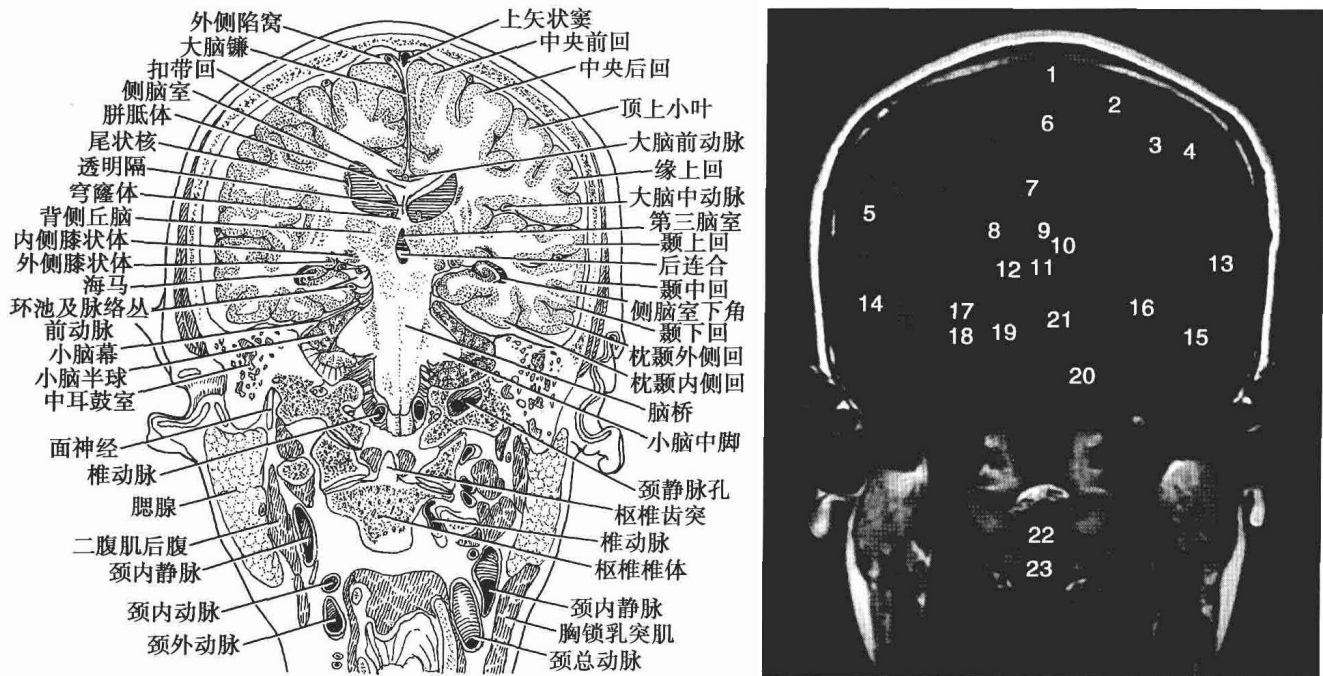 外侧陷窝
大脑镰
扣带回
侧脑室
胼胝体
尾状核
透明隔
穹窿体
背侧丘脑
内侧膝状体
外侧膝状体
海马
环池及脉络丛
前动脉
小脑幕
小脑半球
中耳鼓室
面神经
椎动脉
腮腺
二腹肌后腹
颈内静脉
颈内动脉
颈外动脉
上矢状窦
中央前回
中央后回
顶上小叶
大脑前动脉
缘上回
大脑中动脉
第三脑室
颞上回
后连合
颞中回
侧脑室下角
颞下回
枕颞外侧回
枕颞内侧回
脑桥
小脑中脚
颈静脉孔
枢椎齿突
椎动脉
枢椎椎体
颈内静脉
胸锁乳突肌
颈总动脉
1
2
6
3 4
7
5
8 9
10
12 11
13
14
17
16
18 19 21
15
20
22
23